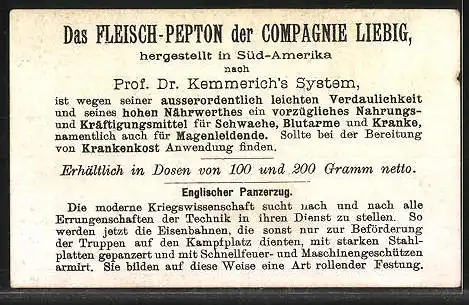 Das FLEISCH-PEPTON der COMPAGNIE LIEBIG,
hergestellt in Süd-Amerika
nach
Prof. Dr. Kemmerich's System,
ist wegen seiner ausserordentlich leichten Verdaulichkeit
und seines hohen Nährwerthes ein vorzügliches Nahrungs-
und Kräftigungsmittel für Schwache, Blutarme und Kranke,
namentlich auch für Magenleidende. Sollte bei der Bereitung
von Krankenkost Anwendung finden.
Erhältlich in Dosen von 100 und 200 Gramm netto.
Englischer Panzerzug.
Die moderne Kriegswissenschaft sucht nach und nach alle
Errungenschaften der Technik in ihren Dienst zu stellen. So
werden jetzt die Eisenbahnen, die sonst nur zur Beförderung
der Truppen auf den Kampfplatz dienten, mit starken Stahl-
platten gepanzert und mit Schnellfeuer- und Maschinengeschützen
armirt. Sie bilden auf diese Weise eine Art rollender Festung.